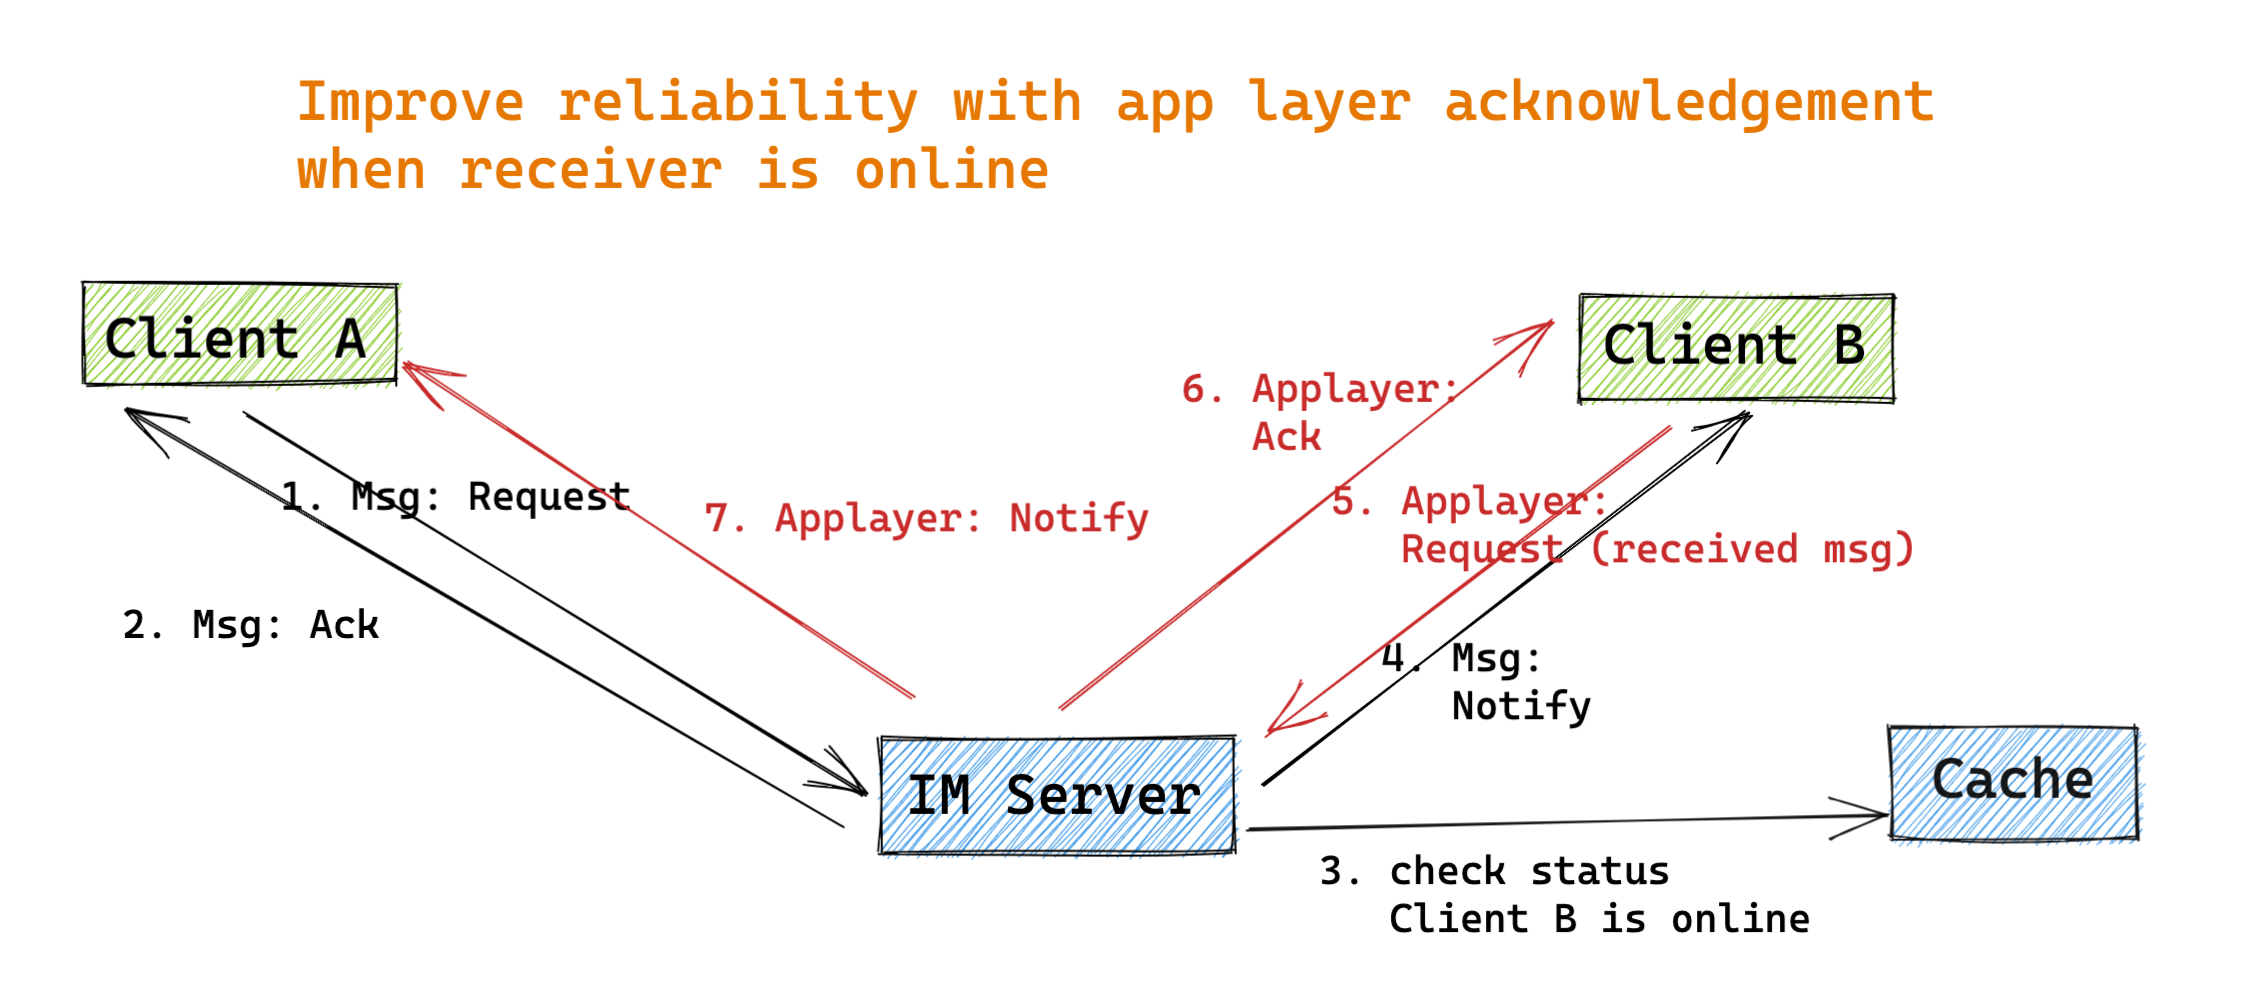 Improve reliability with app layer acknowledgement
when receiver is online
Client A
Client B
6. Applayer:
Ack
1. Msg: Request
7. Applayer: Notify
5. Applayer:
Request (received msg)
2. Msg: Ack
4. Msg:
Notify
IM Server
Cache
3. check status
Client B is online